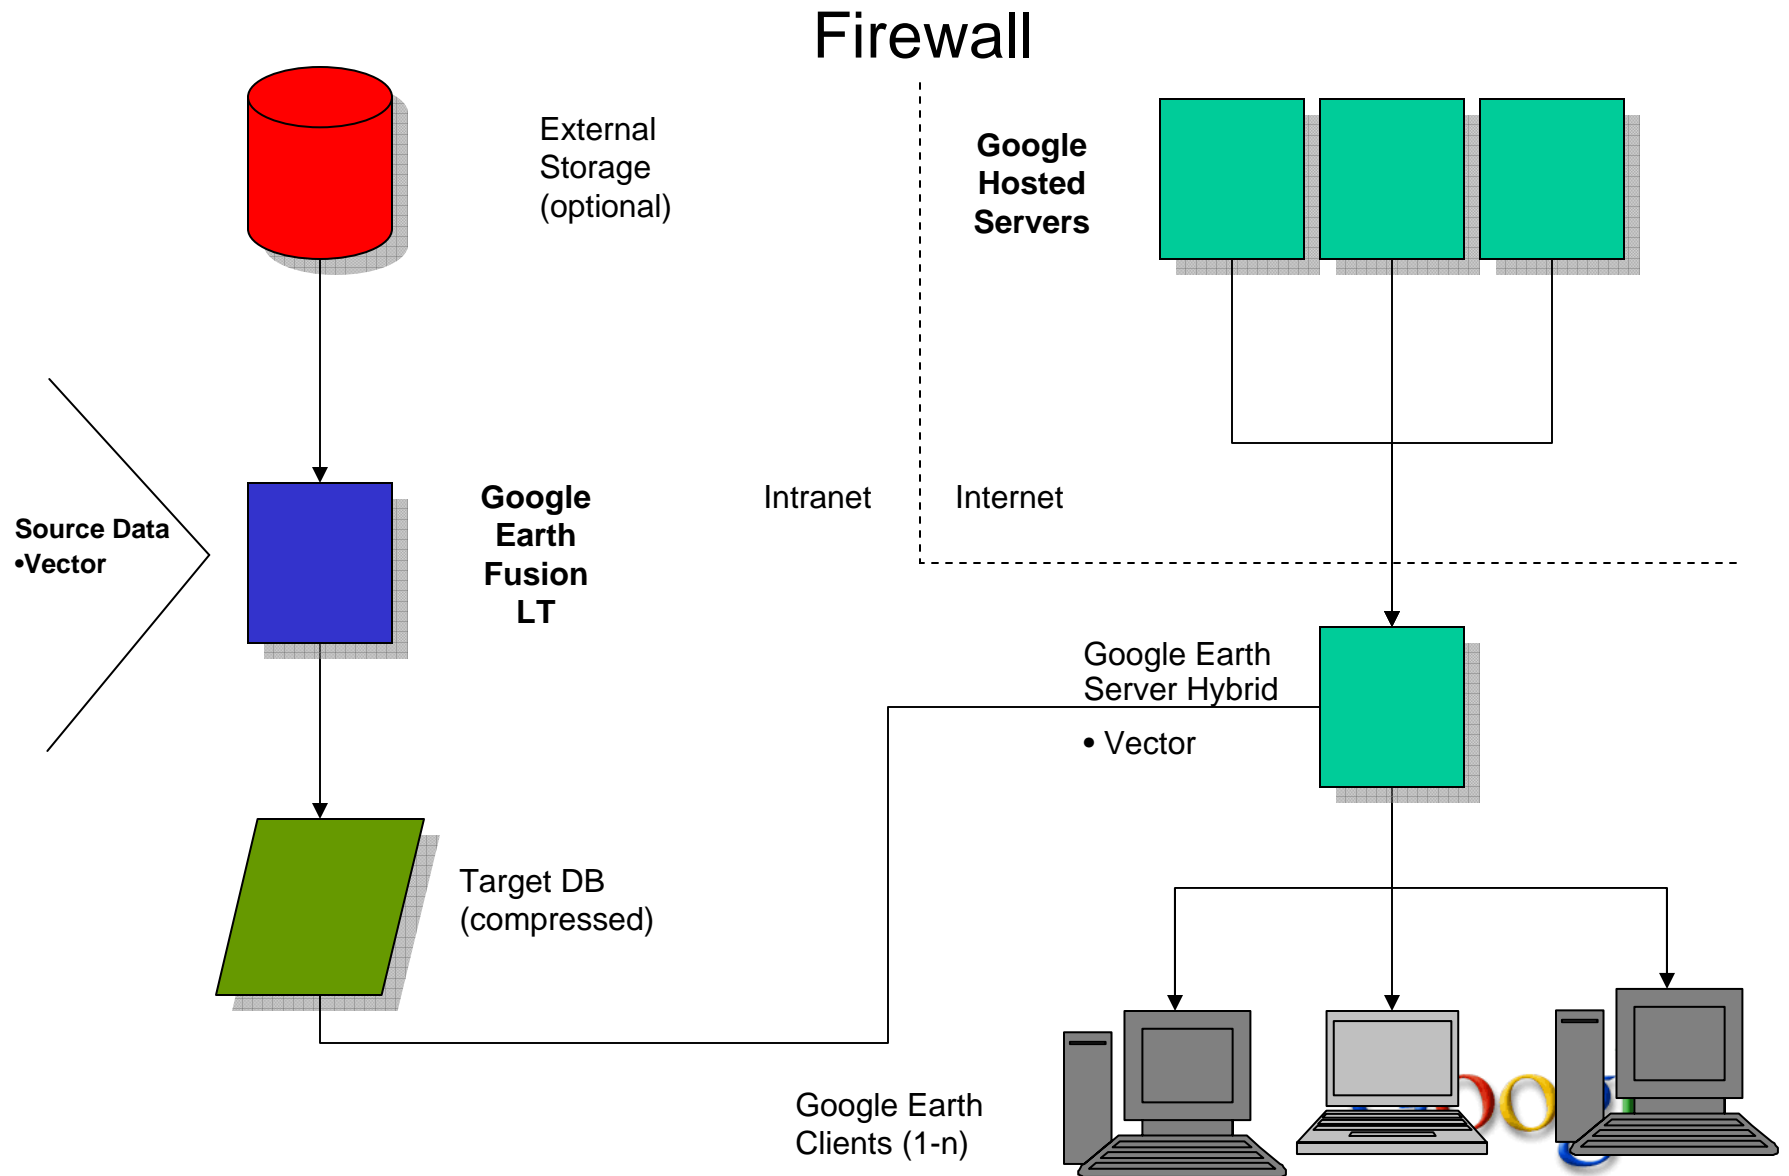 Firewall
External
Storage
(optional)
Google
Hosted
Servers
Source Data
•Vector
Google
Earth
Fusion
LT
Intranet
Internet
Google Earth
Server Hybrid
• Vector
Target DB
(compressed)
Google Earth
Clients (1-n)